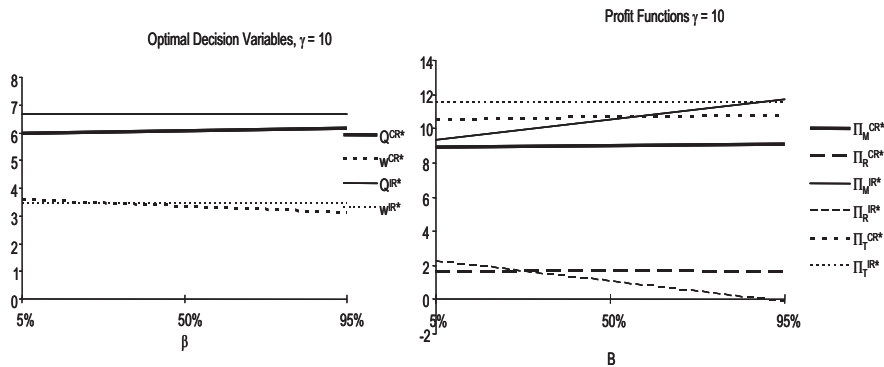 Optimal Decision Variables, γ = 10
8
7
6
5
4
3
2
1
0
5%
50%
95%
β
Q^CR*
w^CR*
Q^IR*
w^IR*
Profit Functions γ = 10
14
12
10
8
6
4
2
0
-2
5%
50%
95%
B
Π_M^CR*
Π_R^CR*
Π_M^IR*
Π_R^IR*
Π_T^CR*
Π_T^IR*